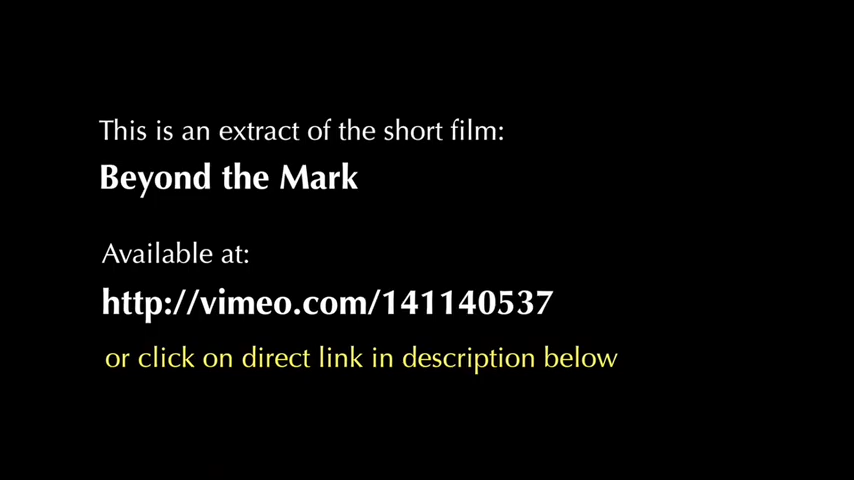 This is an extract of the short film:
Beyond the Mark
Available at:
http://vimeo.com/141140537
or click on direct link in description below